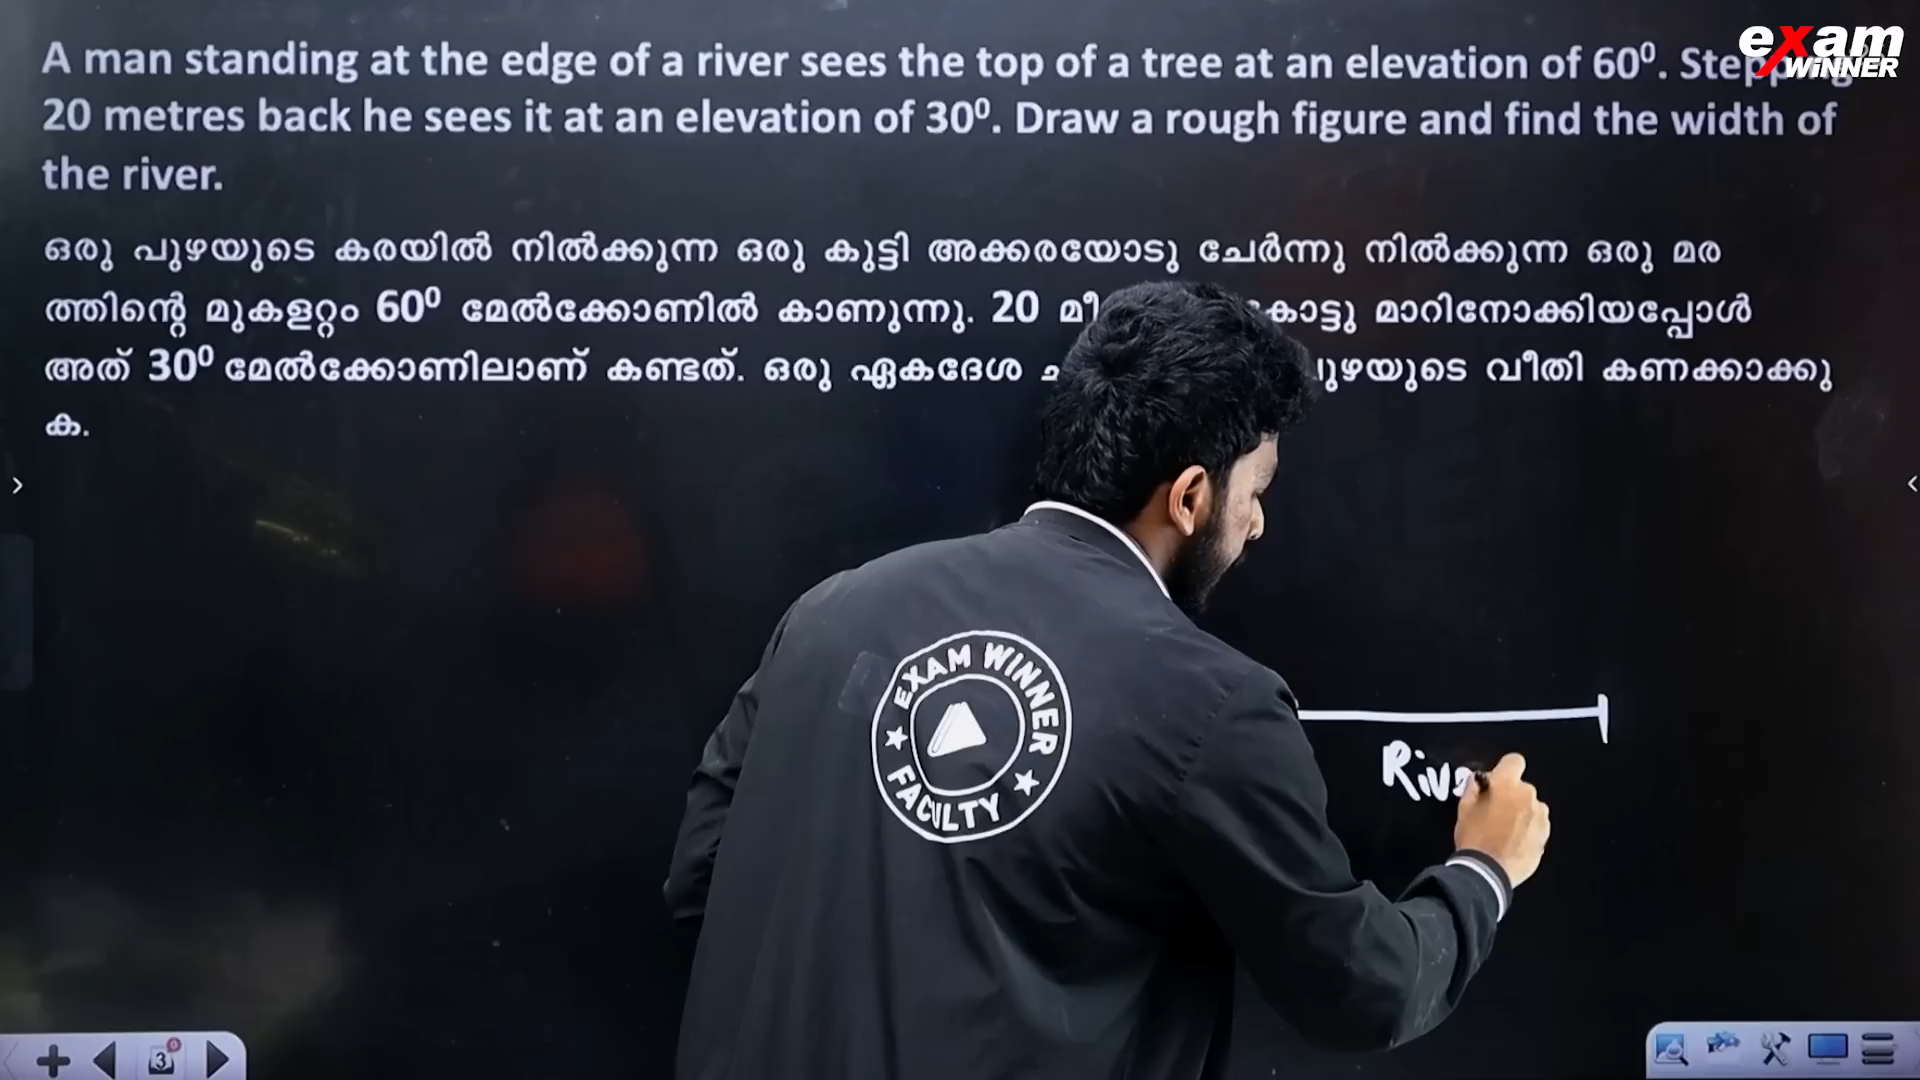 A man standing at the edge of a river sees the top of a tree at an elevation of 60⁰. Stepping
20 metres back he sees it at an elevation of 30⁰. Draw a rough figure and find the width of
the river.
ഒരു പുഴയുടെ കരയിൽ നിൽക്കുന്ന ഒരു കുട്ടി അക്കരയോടു ചേർന്നു നിൽക്കുന്ന ഒരു മര
ത്തിന്റെ മുകളറ്റം 60⁰ മേൽക്കോണിൽ കാണുന്നു. 20 മാറിനോക്കിയപ്പോൾ
അത് 30⁰ മേൽക്കോണിലാണ് കണ്ടത്. ഒരു ഏകദേശ പുഴയുടെ വീതി കണക്കാക്കു
ക.
exam
WiNNER
EXAM WINNER
FACULTY
3
0